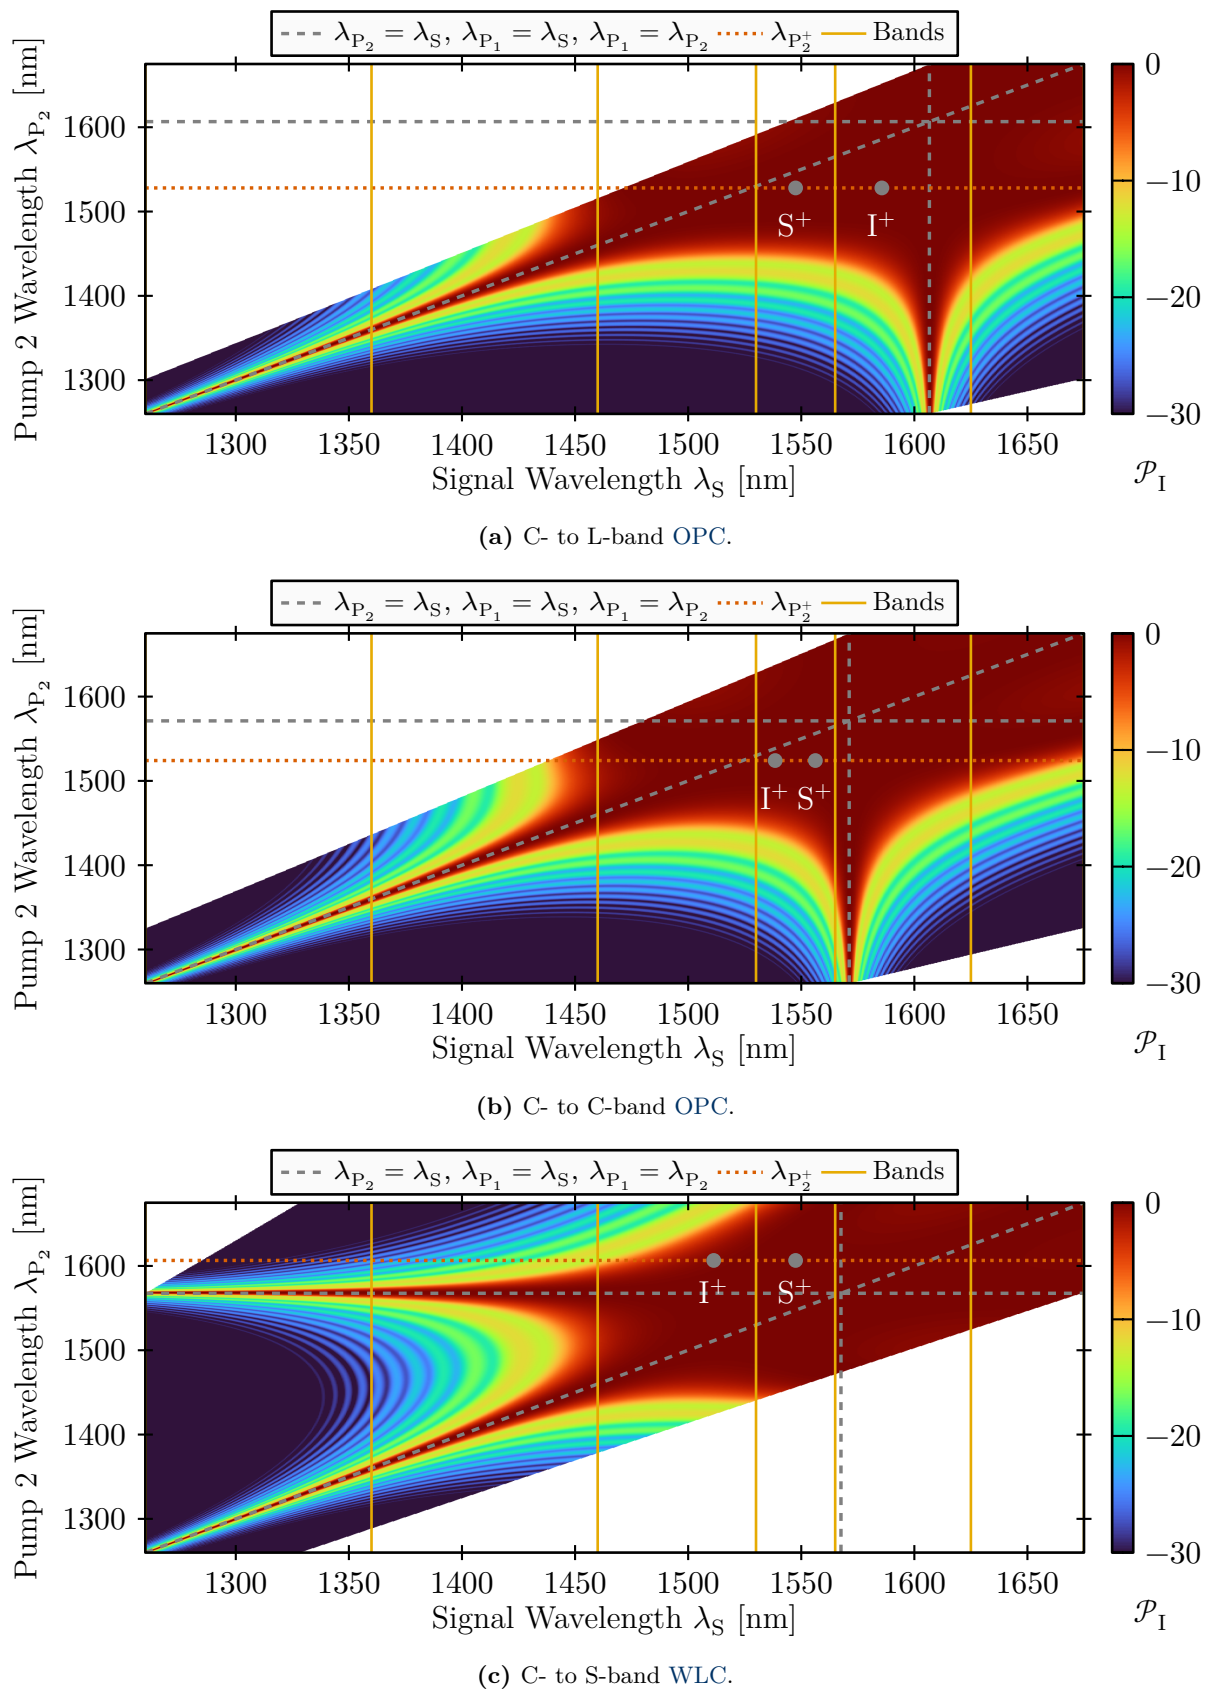 λP₂ = λS, λP₁ = λS, λP₁ = λP₂ λP₂⁺ Bands
Pump 2 Wavelength λP₂ [nm]
1600
1500
1400
1300
S⁺ I⁺
1300 1350 1400 1450 1500 1550 1600 1650
Signal Wavelength λS [nm]
0
−10
−20
−30
𝒫I
(a) C- to L-band OPC.
λP₂ = λS, λP₁ = λS, λP₁ = λP₂ λP₂⁺ Bands
Pump 2 Wavelength λP₂ [nm]
1600
1500
1400
1300
I⁺ S⁺
1300 1350 1400 1450 1500 1550 1600 1650
Signal Wavelength λS [nm]
0
−10
−20
−30
𝒫I
(b) C- to C-band OPC.
λP₂ = λS, λP₁ = λS, λP₁ = λP₂ λP₂⁺ Bands
Pump 2 Wavelength λP₂ [nm]
1600
1500
1400
1300
I⁺ S⁺
1300 1350 1400 1450 1500 1550 1600 1650
Signal Wavelength λS [nm]
0
−10
−20
−30
𝒫I
(c) C- to S-band WLC.